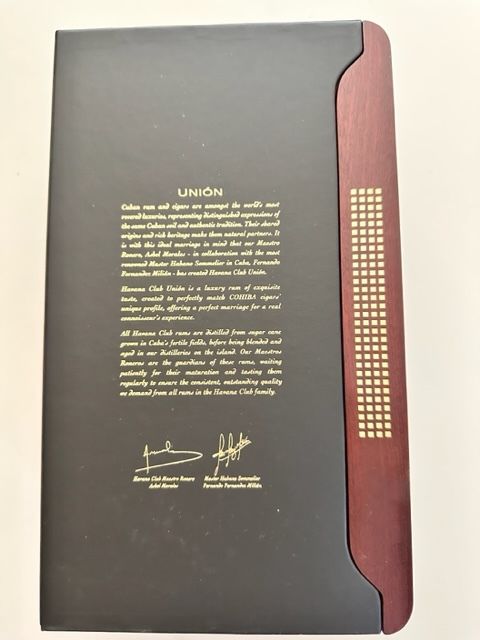 UNIÓN
Cuban rum and cigars are amongst the world's most
revered luxuries, representing distinguished expressions of
the same Cuban soil and authentic tradition. Their shared
origins and rich heritage make them natural partners. It
is with this ideal marriage in mind that our Maestro
Ronero, Asbel Morales - in collaboration with the most
renowned Master Habano Sommelier in Cuba, Fernando
Fernandez Milián - has created Havana Club Unión.
Havana Club Unión is a luxury rum of exquisite
taste, created to perfectly match COHIBA cigars'
unique profile, offering a perfect marriage for a real
connoisseur's experience.
All Havana Club rums are distilled from sugar cane
grown in Cuba's fertile fields, before being blended and
aged in our distilleries on the island. Our Maestros
Roneros are the guardians of these rums, waiting
patiently for their maturation and tasting them
regularly to ensure the consistent, outstanding quality
we demand from all rums in the Havana Club family.
Havana Club Maestro Ronero Master Habano Sommelier
Asbel Morales Fernando Fernandez Milián